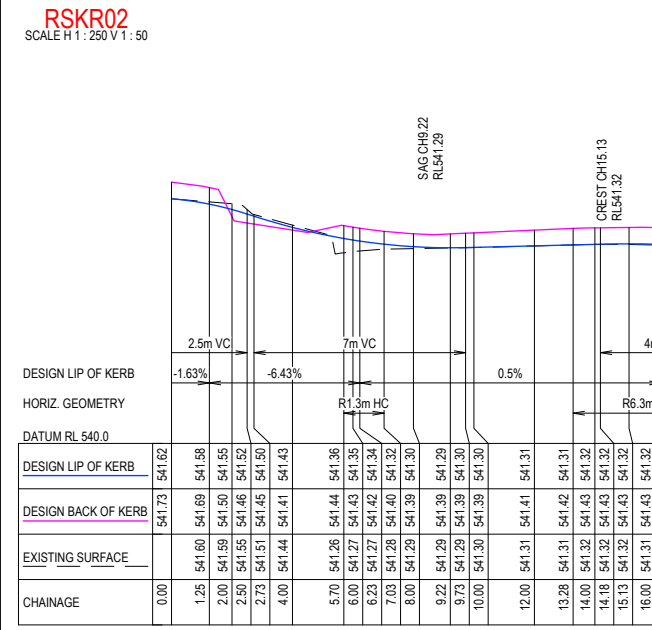 RSKR02
SCALE H 1 : 250 V 1 : 50
SAG CH9.22
RL541.29
CREST CH15.13
RL541.32
2.5m VC 7m VC 4
DESIGN LIP OF KERB -1.63% -6.43% 0.5%
HORIZ. GEOMETRY R1.3m HC R6.3m
DATUM RL 540.0
DESIGN LIP OF KERB 541.62 541.58 541.55 541.52 541.50 541.43 541.36 541.35 541.34 541.32 541.30 541.29 541.30 541.30 541.31 541.31 541.32 541.32 541.32 541.32
DESIGN BACK OF KERB 541.73 541.69 541.50 541.46 541.45 541.41 541.44 541.43 541.42 541.40 541.39 541.39 541.39 541.39 541.41 541.42 541.43 541.43 541.43 541.43
EXISTING SURFACE 541.60 541.59 541.55 541.51 541.44 541.26 541.27 541.27 541.28 541.29 541.29 541.29 541.30 541.31 541.31 541.32 541.32 541.32 541.31
CHAINAGE 0.00 1.25 2.00 2.50 2.73 4.00 5.70 6.00 6.23 7.03 8.00 9.22 9.73 10.00 12.00 13.28 14.00 14.18 15.13 16.00